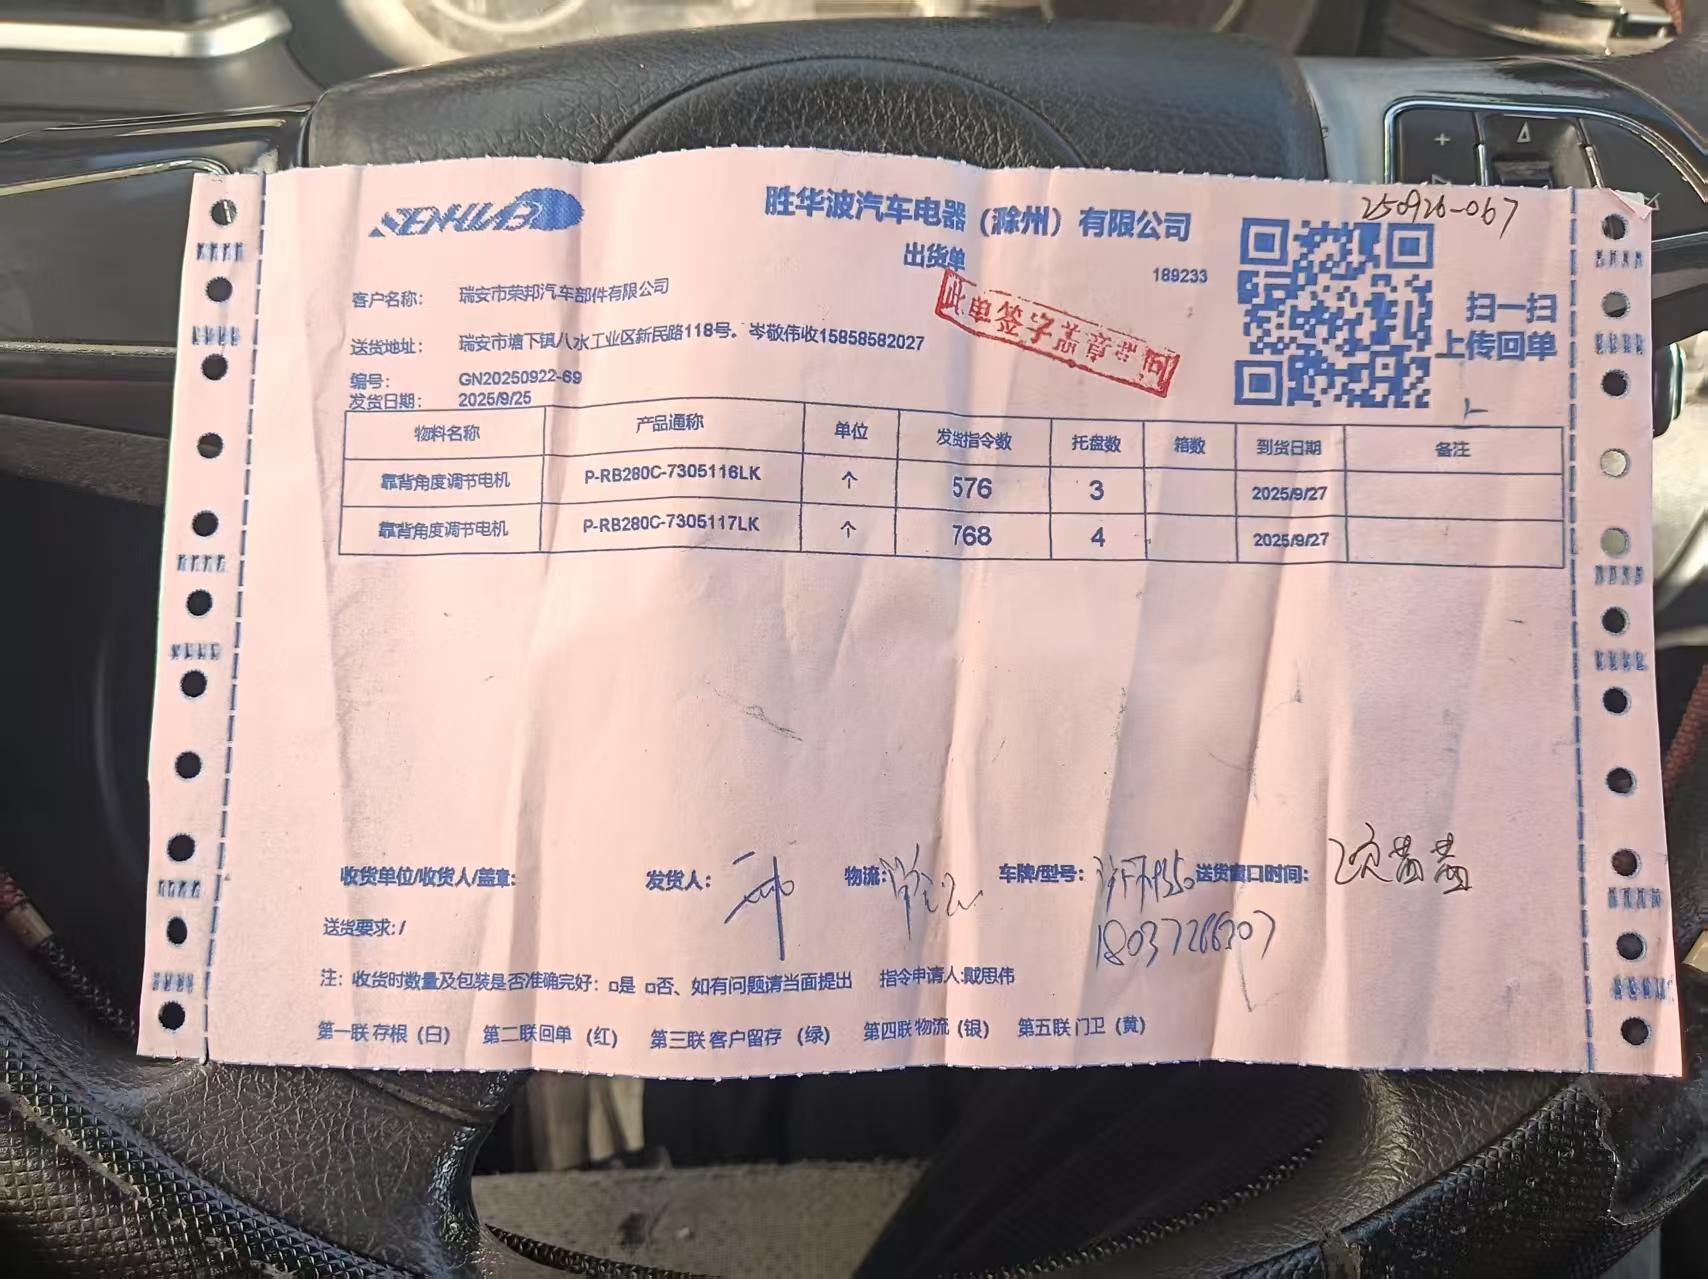 SENHWB
胜华波汽车电器（滁州）有限公司
250926-067
出货单
189233
扫一扫
上传回单
客户名称： 瑞安市荣邦汽车部件有限公司
送货地址： 瑞安市塘下镇八水工业区新民路118号。岑敬伟收15858582027
此单签字盖章带回
编号： GN20250922-69
发货日期： 2025/9/25
物料名称 产品通称 单位 发货指令数 托盘数 箱数 到货日期 备注
靠背角度调节电机 P-RB280C-7305116LK 个 576 3 2025/9/27
靠背角度调节电机 P-RB280C-7305117LK 个 768 4 2025/9/27
收货单位/收货人/盖章： 发货人： 物流： 车牌/型号： 送货窗口时间：
送货要求：/
注： 收货时数量及包装是否准确完好：□是 □否、如有问题请当面提出 指令申请人:戴思伟
第一联 存根（白） 第二联 回单（红） 第三联 客户留存（绿） 第四联 物流（银） 第五联 门卫（黄）